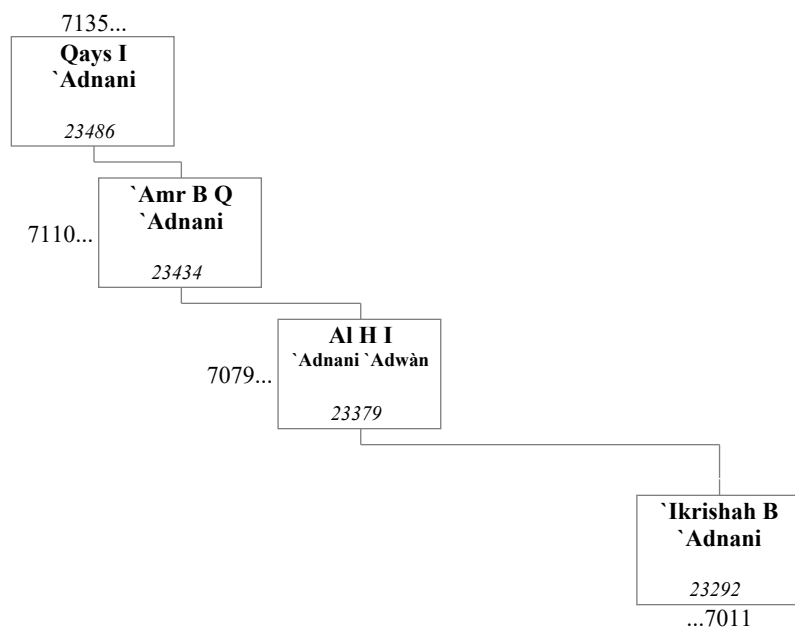 7135...
Qays I
`Adnani
23486
`Amr B Q
`Adnani
7110...
23434
Al H I
`Adnani `Adwàn
7079...
23379
`Ikrishah B
`Adnani
23292
...7011